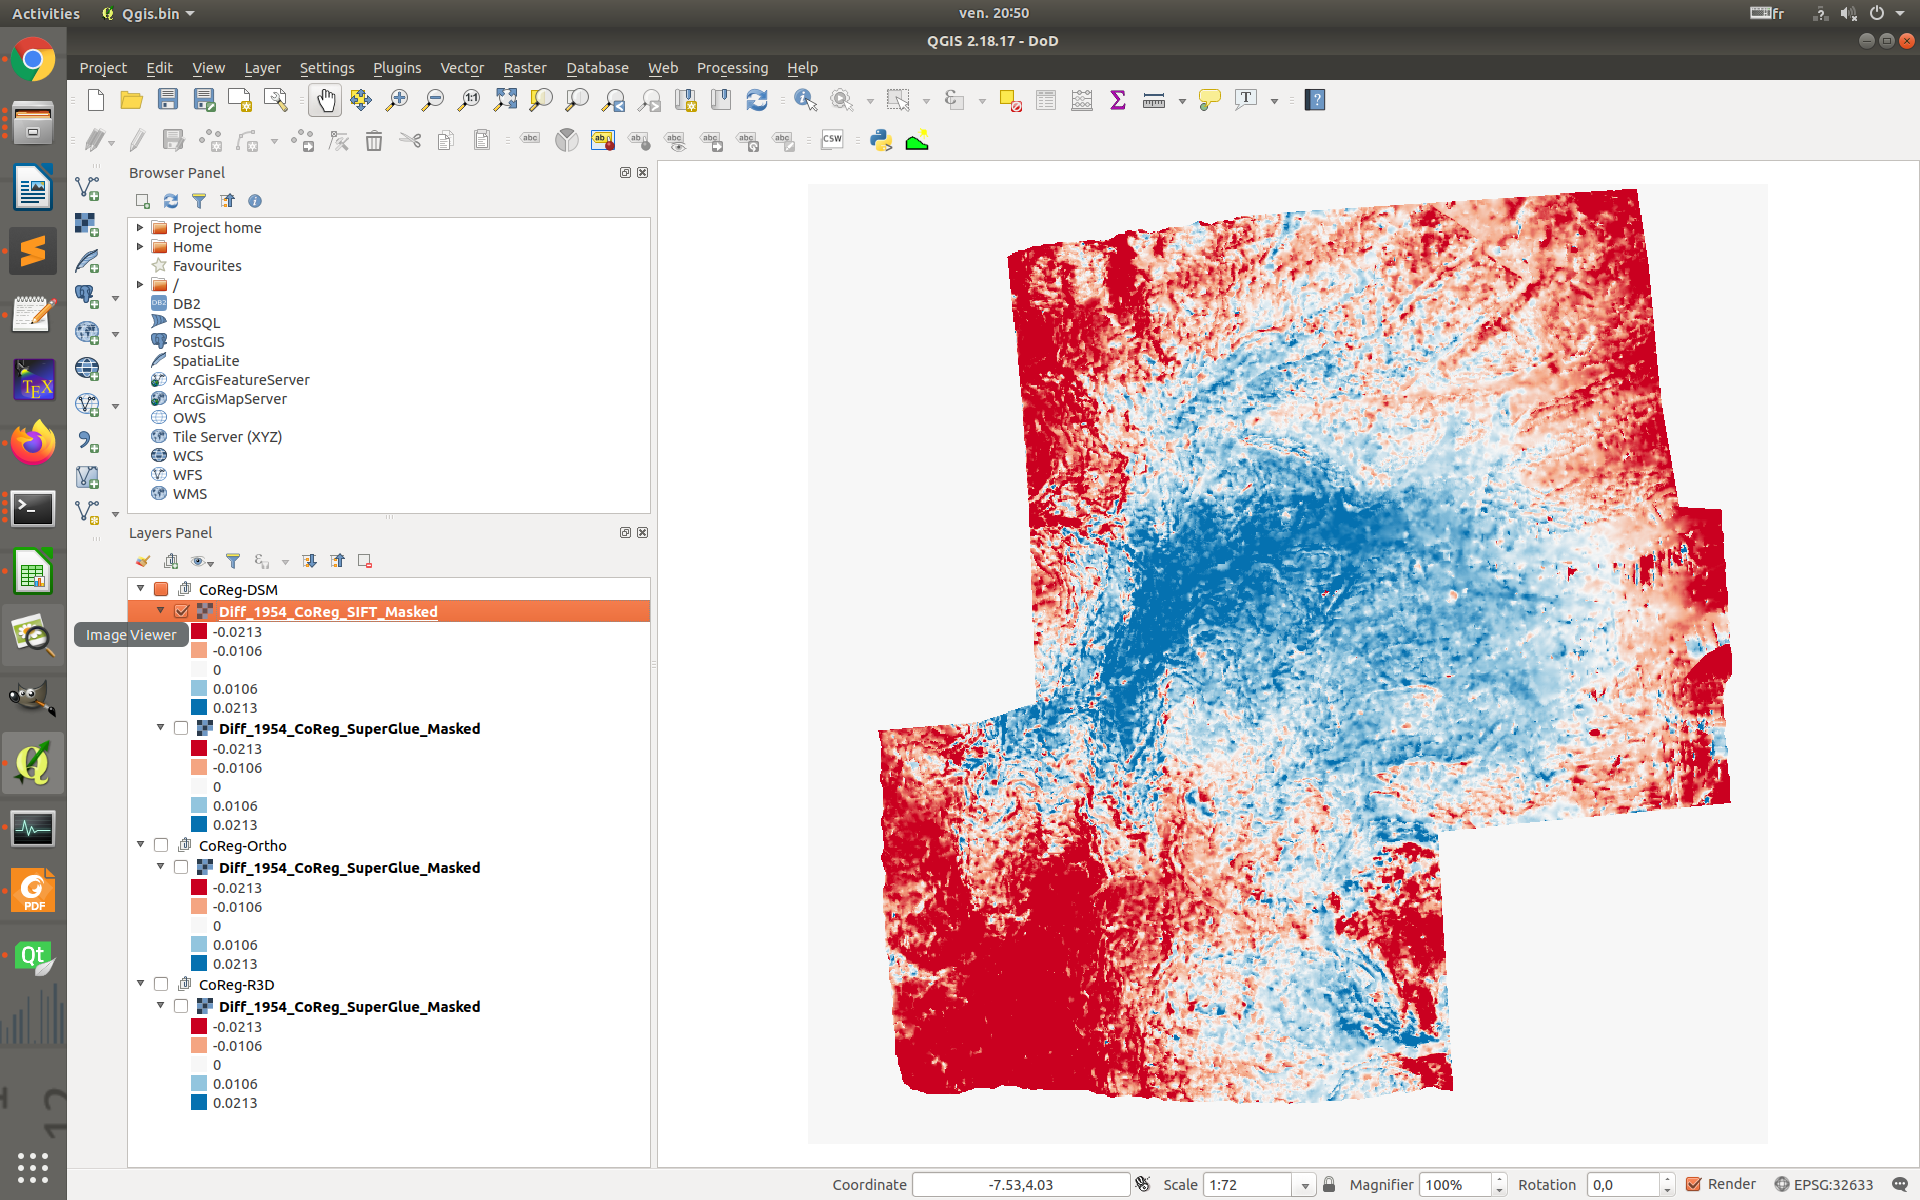 Activities Qgis.bin ven. 20:50 fr
QGIS 2.18.17 - DoD
Project Edit View Layer Settings Plugins Vector Raster Database Web Processing Help
Browser Panel
Project home
Home
Favourites
/
DB2
MSSQL
PostGIS
SpatiaLite
ArcGisFeatureServer
ArcGisMapServer
OWS
Tile Server (XYZ)
WCS
WFS
WMS
Layers Panel
CoReg-DSM
Diff_1954_CoReg_SIFT_Masked
Image Viewer
-0.0213
-0.0106
0
0.0106
0.0213
Diff_1954_CoReg_SuperGlue_Masked
-0.0213
-0.0106
0
0.0106
0.0213
CoReg-Ortho
Diff_1954_CoReg_SuperGlue_Masked
-0.0213
-0.0106
0
0.0106
0.0213
CoReg-R3D
Diff_1954_CoReg_SuperGlue_Masked
-0.0213
-0.0106
0
0.0106
0.0213
Coordinate -7.53,4.03 Scale 1:72 Magnifier 100% Rotation 0,0 Render EPSG:32633